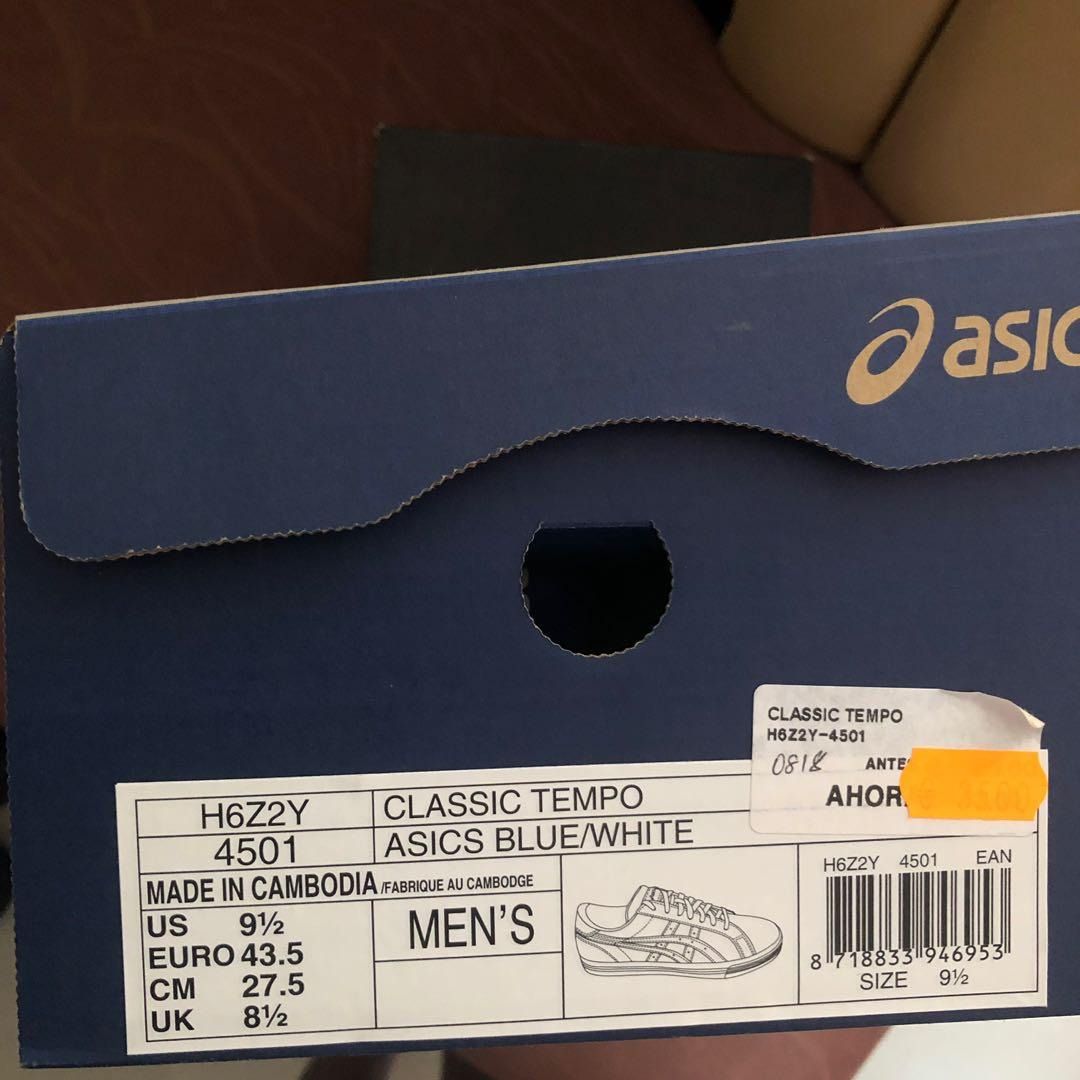 asic
CLASSIC TEMPO
H6Z2Y-4501
0818 ANTE
AHOR
H6Z2Y CLASSIC TEMPO
4501 ASICS BLUE/WHITE
MADE IN CAMBODIA /FABRIQUE AU CAMBODGE
US 9½
EURO 43.5
CM 27.5
UK 8½
MEN'S
H6Z2Y 4501 EAN
8 718833 946953
SIZE 9½